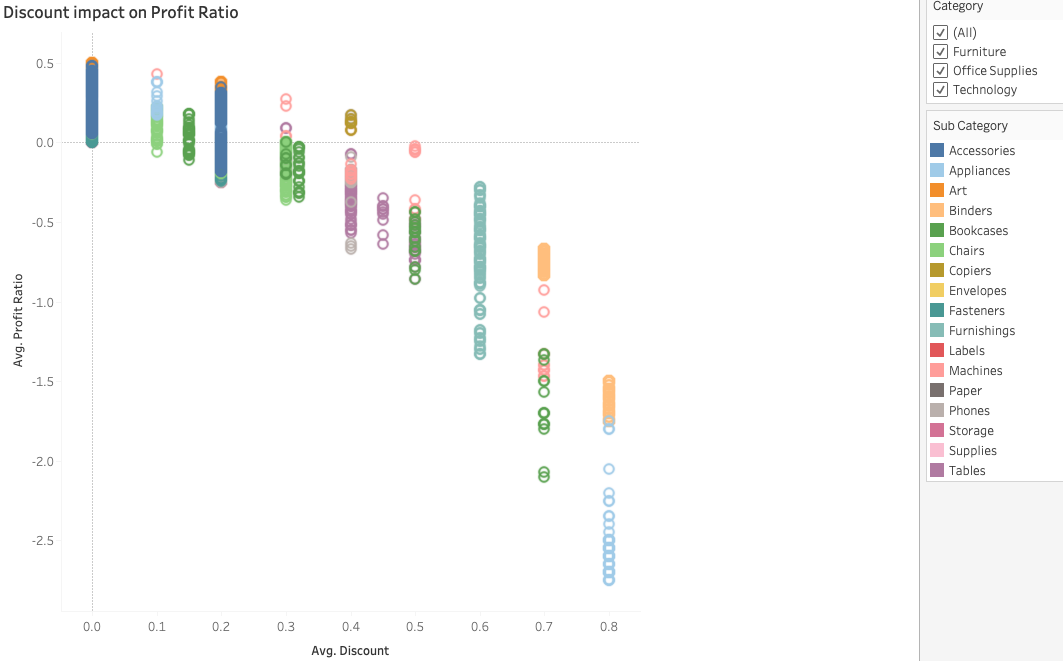 Discount impact on Profit Ratio
Avg. Profit Ratio
0.5
0.0
-0.5
-1.0
-1.5
-2.0
-2.5
0.0 0.1 0.2 0.3 0.4 0.5 0.6 0.7 0.8
Avg. Discount
Category
(All)
Furniture
Office Supplies
Technology
Sub Category
Accessories
Appliances
Art
Binders
Bookcases
Chairs
Copiers
Envelopes
Fasteners
Furnishings
Labels
Machines
Paper
Phones
Storage
Supplies
Tables